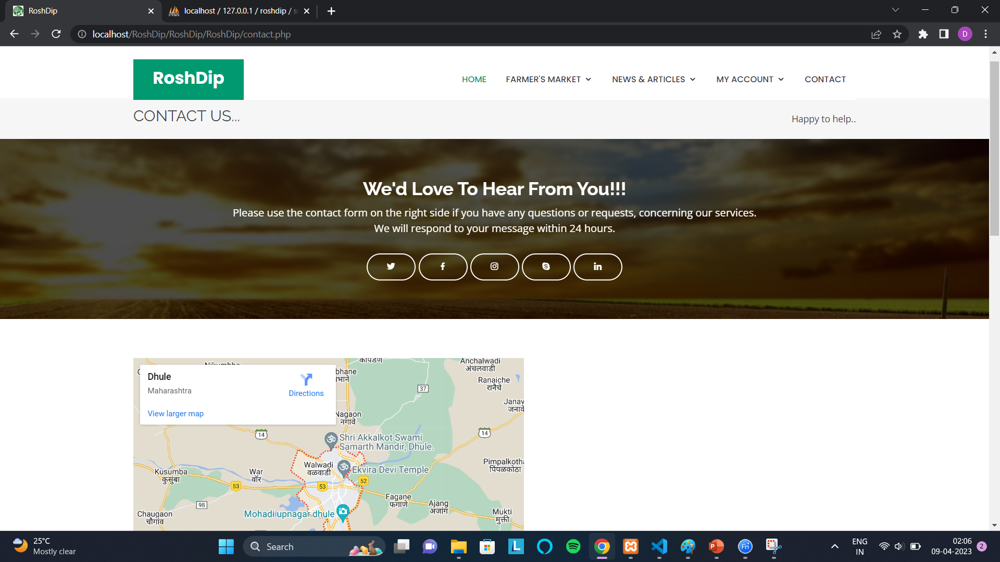 RoshDip
localhost / 127.0.0.1 / roshdip / s
localhost/RoshDip/RoshDip/RoshDip/contact.php
D
RoshDip
HOME
FARMER'S MARKET
NEWS & ARTICLES
MY ACCOUNT
CONTACT
CONTACT US...
Happy to help..
We'd Love To Hear From You!!!
Please use the contact form on the right side if you have any questions or requests, concerning our services.
We will respond to your message within 24 hours.
Dhule
Maharashtra
Directions
View larger map
कापडणे
Anchalwadi
अंचलवाडी
Ranaiche
रानैचे
37
Nagaon
नगावे
14
14
Shri Akkalkot Swami
Samarth Mandir, Dhule.
Walwadi
वळवाडी
Ekvira Devi Temple
Kusumba
कुसुंबा
War
वॉर
53
53
52
98
Fagane
फगाणे
Ajang
अजांग
Mukti
मुक्ती
पिंपळकोठा
Mohadi upnagar dhule
Chaugaon
चौगांव
25°C
Mostly clear
Search
ENG
IN
02:06
09-04-2023
2